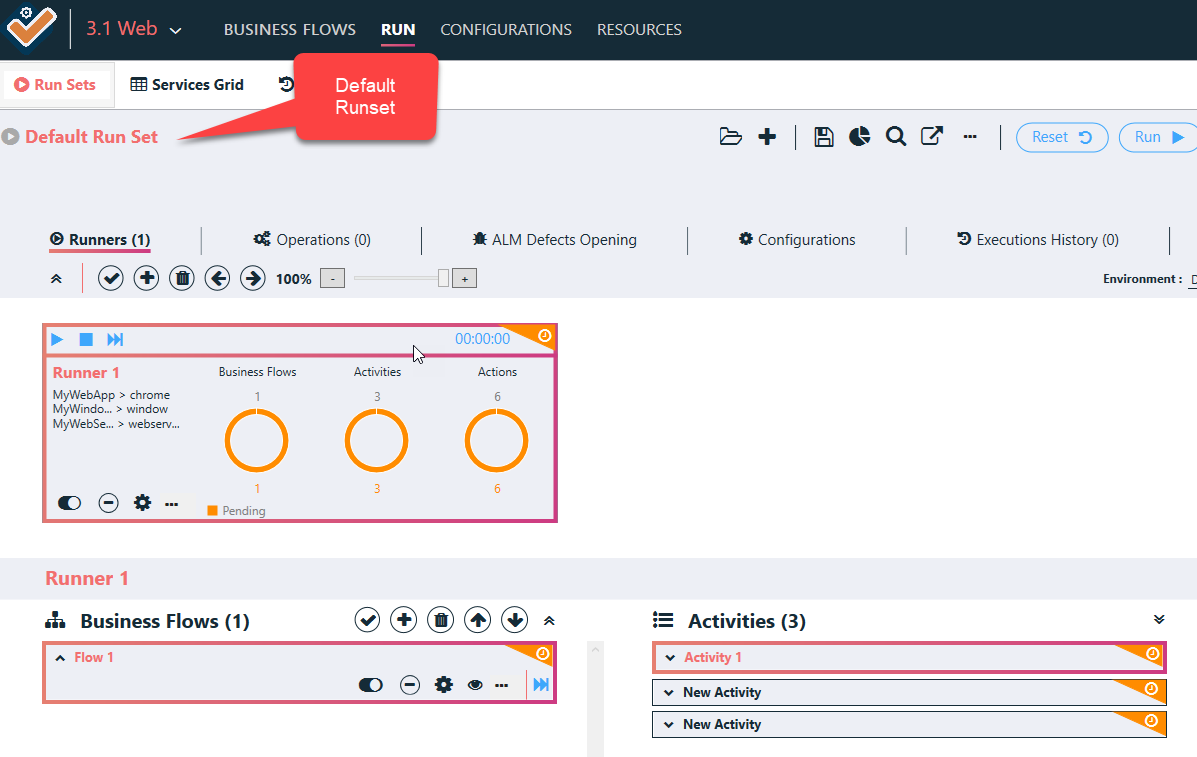 3.1 Web
BUSINESS FLOWS
RUN
CONFIGURATIONS
RESOURCES
Run Sets
Services Grid
Default
Runset
Default Run Set
Reset
Run
Runners (1)
Operations (0)
ALM Defects Opening
Configurations
Executions History (0)
100%
-
+
Environment :
00:00:00
Runner 1
Business Flows
Activities
Actions
MyWebApp > chrome
MyWindo... > window
MyWebSe... > webserv...
1
3
6
1
3
6
Pending
Runner 1
Business Flows (1)
Activities (3)
Flow 1
Activity 1
New Activity
New Activity